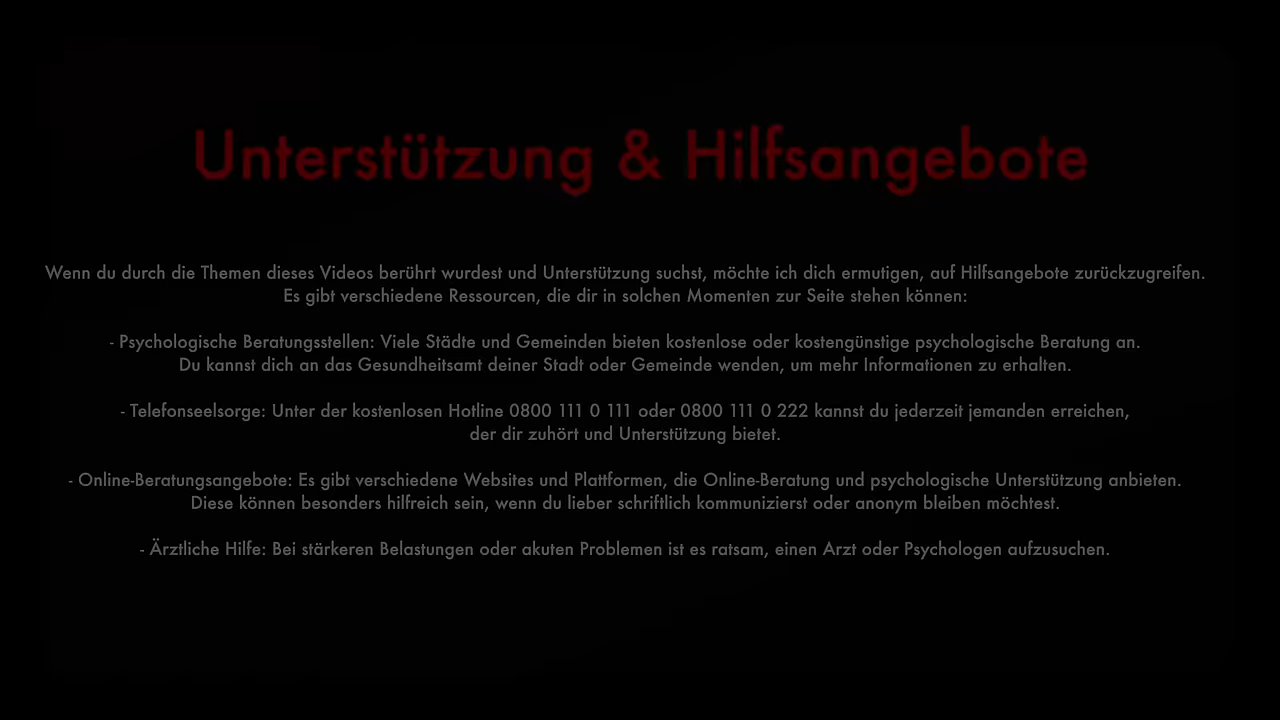 Unterstützung & Hilfsangebote
Wenn du durch die Themen dieses Videos berührt wurdest und Unterstützung suchst, möchte ich dich ermutigen, auf Hilfsangebote zurückzugreifen.
Es gibt verschiedene Ressourcen, die dir in solchen Momenten zur Seite stehen können:
- Psychologische Beratungsstellen: Viele Städte und Gemeinden bieten kostenlose oder kostengünstige psychologische Beratung an.
Du kannst dich an das Gesundheitsamt deiner Stadt oder Gemeinde wenden, um mehr Informationen zu erhalten.
- Telefonseelsorge: Unter der kostenlosen Hotline 0800 111 0 111 oder 0800 111 0 222 kannst du jederzeit jemanden erreichen,
der dir zuhört und Unterstützung bietet.
- Online-Beratungsangebote: Es gibt verschiedene Websites und Plattformen, die Online-Beratung und psychologische Unterstützung anbieten.
Diese können besonders hilfreich sein, wenn du lieber schriftlich kommunizierst oder anonym bleiben möchtest.
- Ärztliche Hilfe: Bei stärkeren Belastungen oder akuten Problemen ist es ratsam, einen Arzt oder Psychologen aufzusuchen.